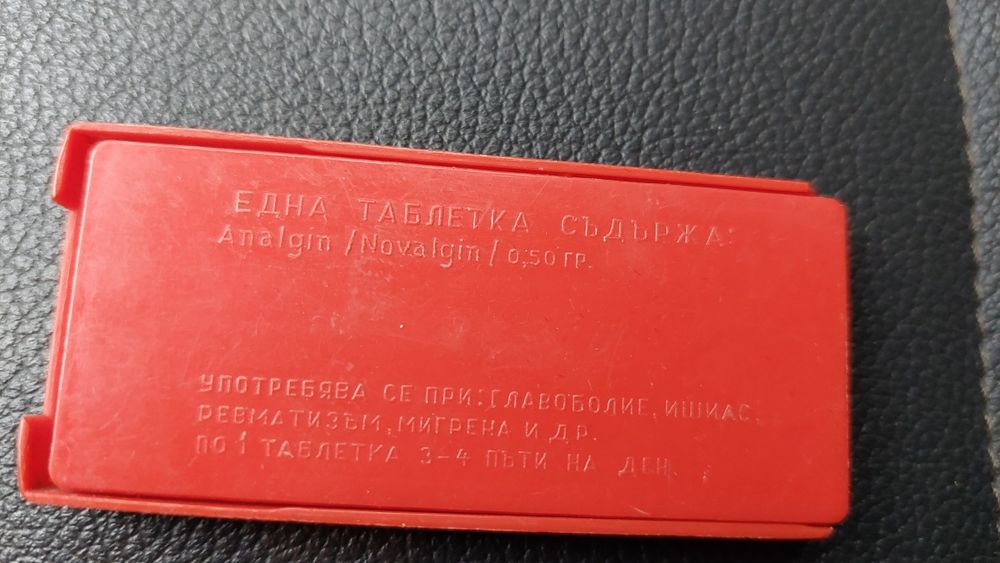 ЕДНА ТАБЛЕТКА СЪДЪРЖА:
Analgin /Novalgin/ 0,50 ГР.
УПОТРЕБЯВА СЕ ПРИ: ГЛАВОБОЛИЕ, ИШИАС,
РЕВМАТИЗЪМ, МИГРЕНА И ДР.
ПО 1 ТАБЛЕТКА 3-4 ПЪТИ НА ДЕН.